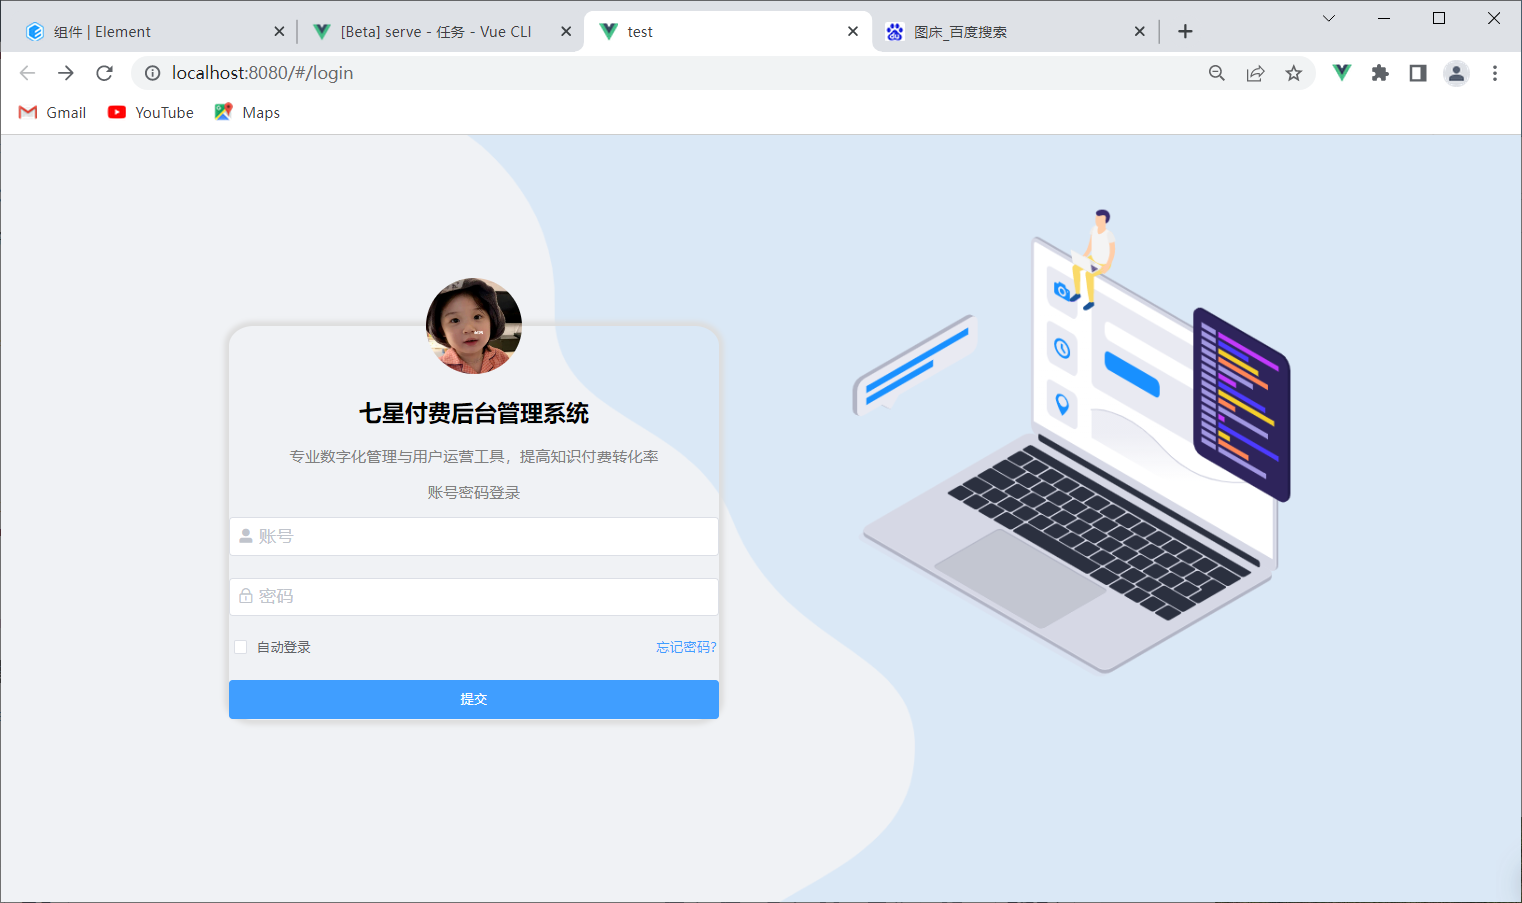 组件 | Element
[Beta] serve - 任务 - Vue CLI
test
图床_百度搜索
localhost:8080/#/login
Gmail
YouTube
Maps
七星付费后台管理系统
专业数字化管理与用户运营工具，提高知识付费转化率
账号密码登录
账号
密码
自动登录
忘记密码?
提交